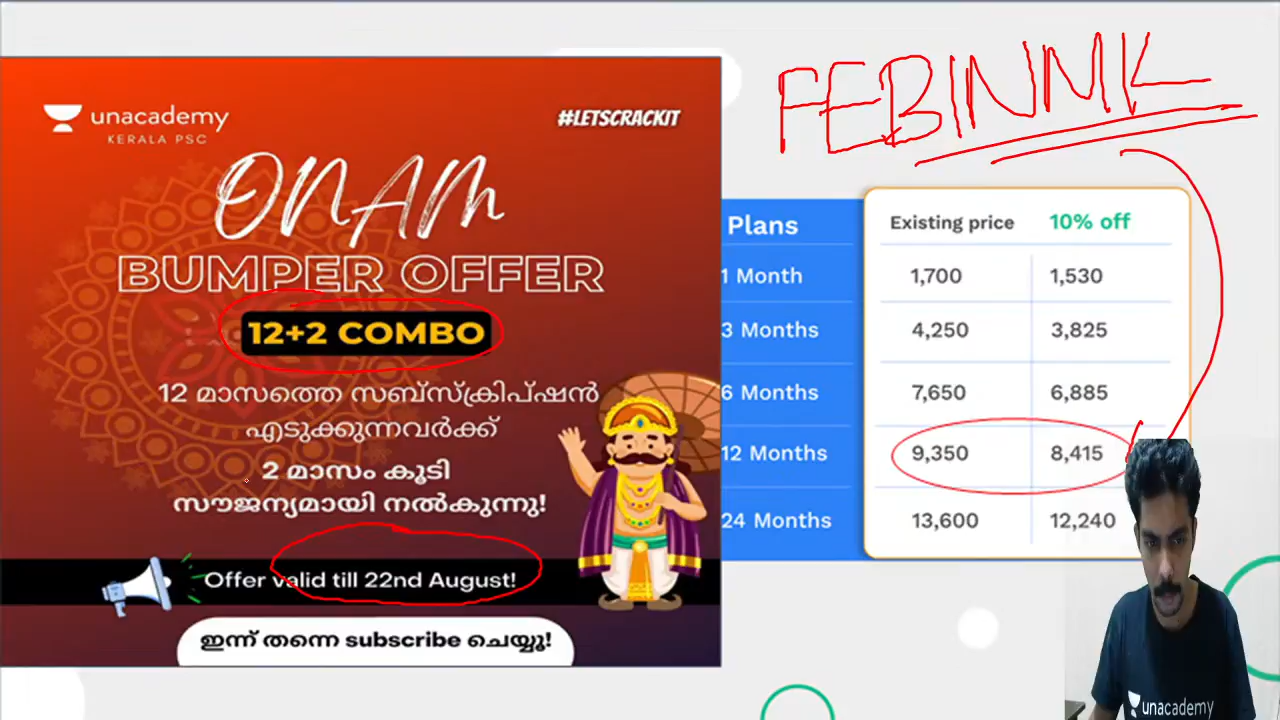 unacademy
KERALA PSC
#LETSCRACKIT
ONAM
BUMPER OFFER
12+2 COMBO
12 മാസത്തെ സബ്സ്ക്രിപ്ഷൻ
എടുക്കുന്നവർക്ക്
2 മാസം കൂടി
സൗജന്യമായി നൽകുന്നു!
Offer valid till 22nd August!
ഇന്ന് തന്നെ subscribe ചെയ്യൂ!
FEBINNIK
Plans Existing price 10% off
1 Month 1,700 1,530
3 Months 4,250 3,825
6 Months 7,650 6,885
12 Months 9,350 8,415
24 Months 13,600 12,240
unacademy